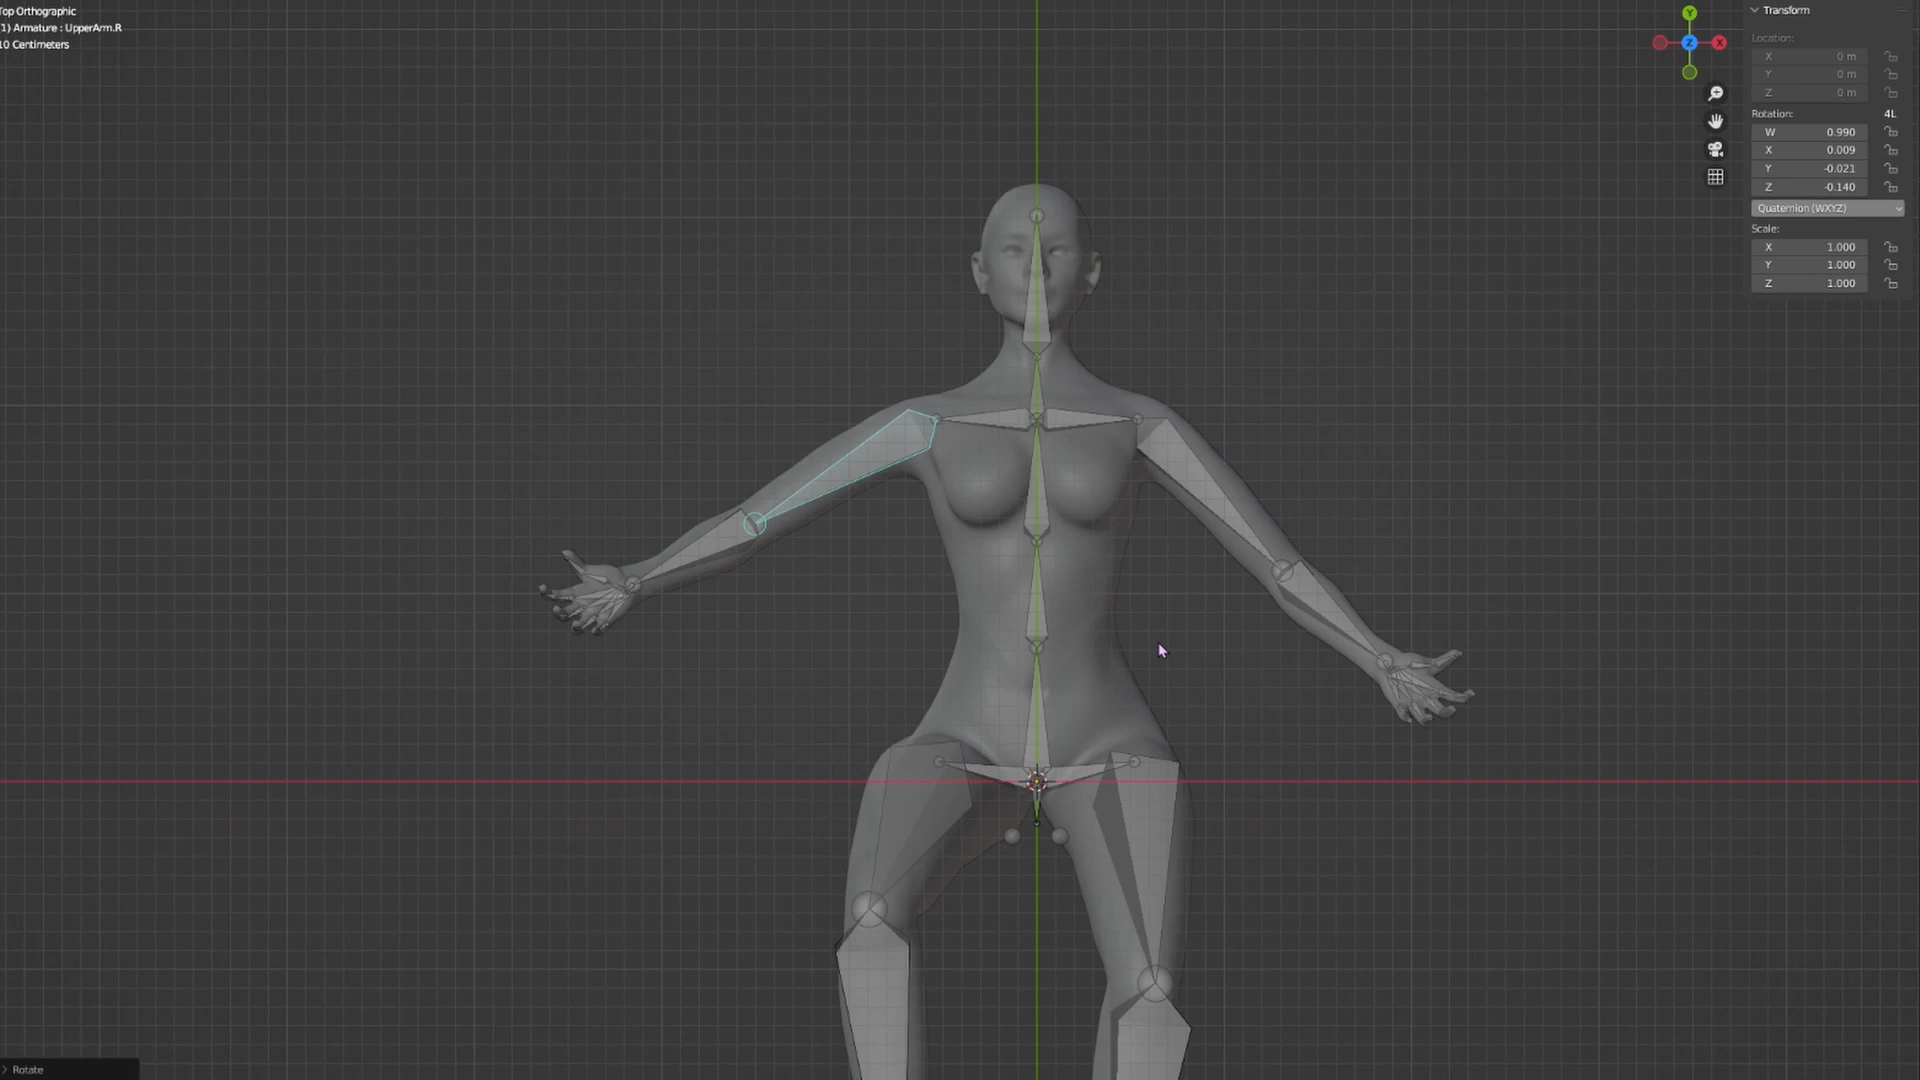 Top Orthographic
(1) Armature : UpperArm.R
10 Centimeters
Y
Z
X
Transform
Location:
X 0 m
Y 0 m
Z 0 m
Rotation: 4L
W 0.990
X 0.009
Y -0.021
Z -0.140
Quaternion (WXYZ)
Scale:
X 1.000
Y 1.000
Z 1.000
Rotate